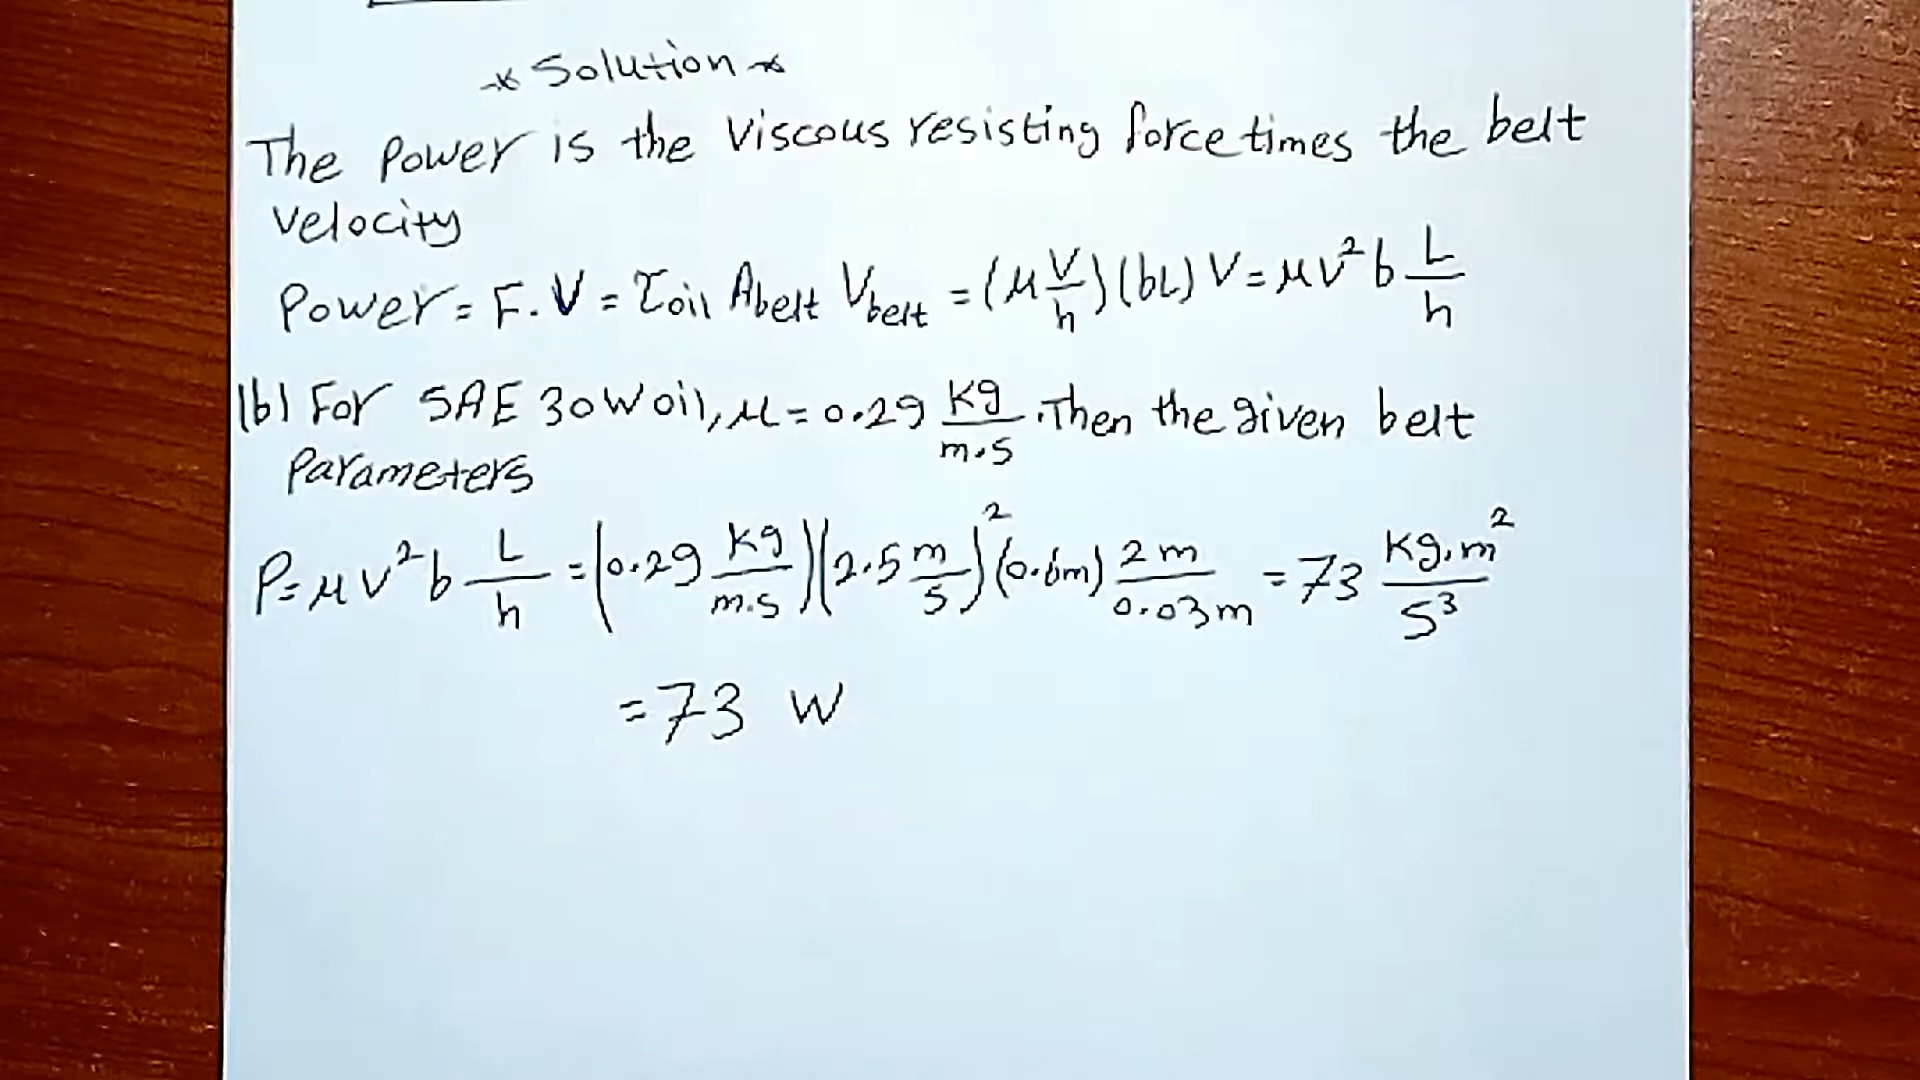 * Solution *
The Power is the Viscous resisting force times the belt
Velocity
Power = F. V = τoil Abelt Vbelt = (μ V/h) (bL) V = μ V² b L/h
(b) For SAE 30W oil, μ = 0.29 kg/m.s . Then the given belt
Parameters
P = μ V² b L/h = (0.29 kg/m.s) (2.5 m/s)² (0.6m) 2m/0.03m = 73 kg.m²/s³
= 73 W